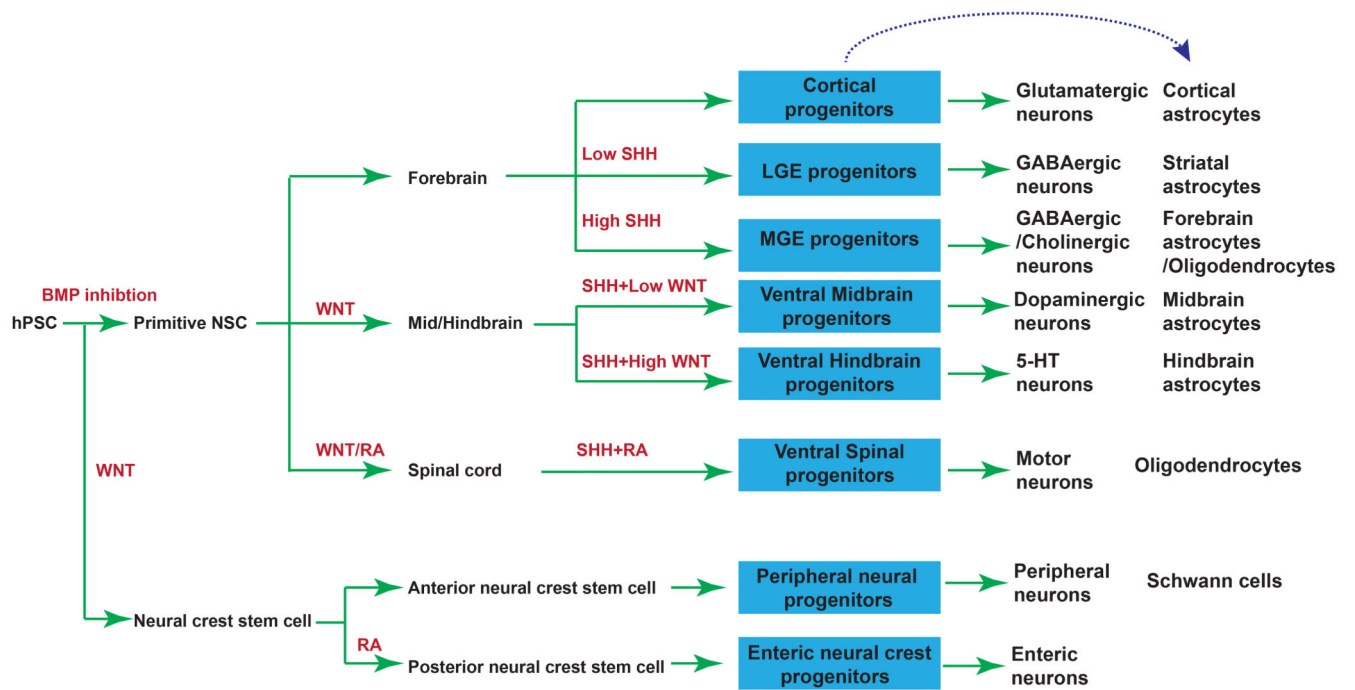 Cortical
progenitors
Glutamatergic
neurons
Cortical
astrocytes
Low SHH
LGE progenitors
GABAergic
neurons
Striatal
astrocytes
Forebrain
High SHH
MGE progenitors
GABAergic
/Cholinergic
neurons
Forebrain
astrocytes
/Oligodendrocytes
BMP inhibtion
hPSC
Primitive NSC
WNT
Mid/Hindbrain
SHH+Low WNT
Ventral Midbrain
progenitors
Dopaminergic
neurons
Midbrain
astrocytes
SHH+High WNT
Ventral Hindbrain
progenitors
5-HT
neurons
Hindbrain
astrocytes
WNT
WNT/RA
Spinal cord
SHH+RA
Ventral Spinal
progenitors
Motor
neurons
Oligodendrocytes
Neural crest stem cell
Anterior neural crest stem cell
Peripheral neural
progenitors
Peripheral
neurons
Schwann cells
RA
Posterior neural crest stem cell
Enteric neural crest
progenitors
Enteric
neurons